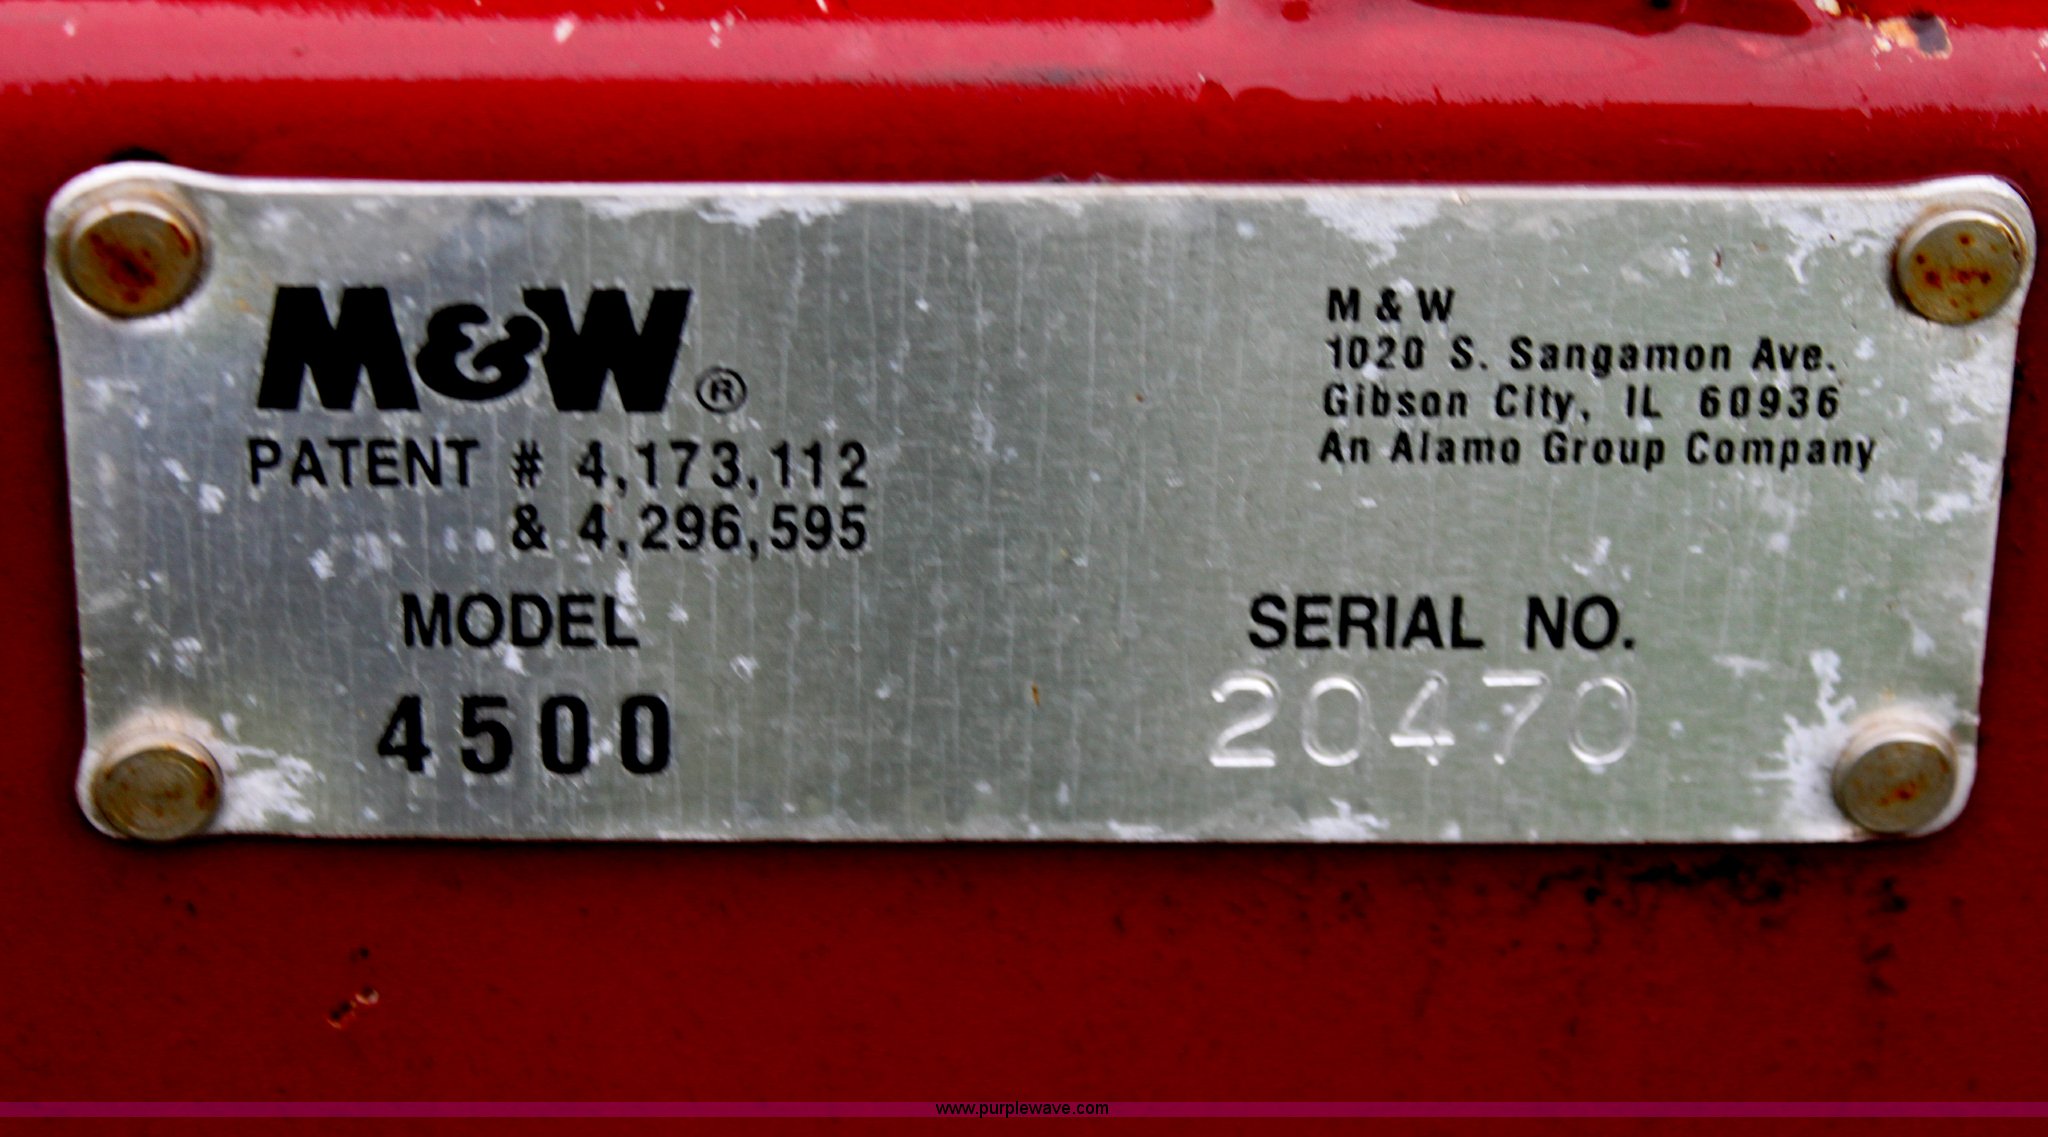 M&W®
PATENT # 4,173,112
& 4,296,595
MODEL
4500
M & W
1020 S. Sangamon Ave.
Gibson City, IL 60936
An Alamo Group Company
SERIAL NO.
20470
www.purplewave.com